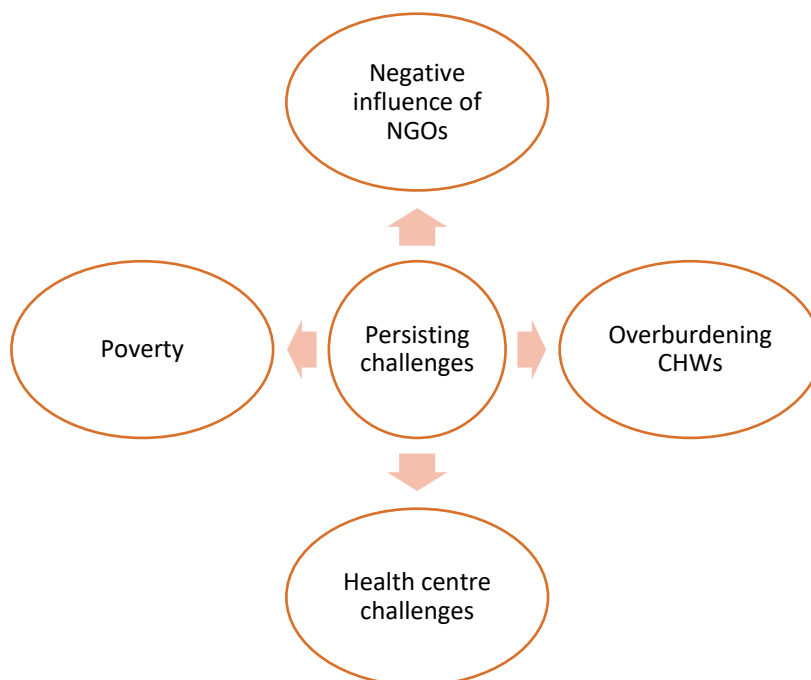 Negative
influence of
NGOs
Poverty
Persisting
challenges
Overburdening
CHWs
Health centre
challenges